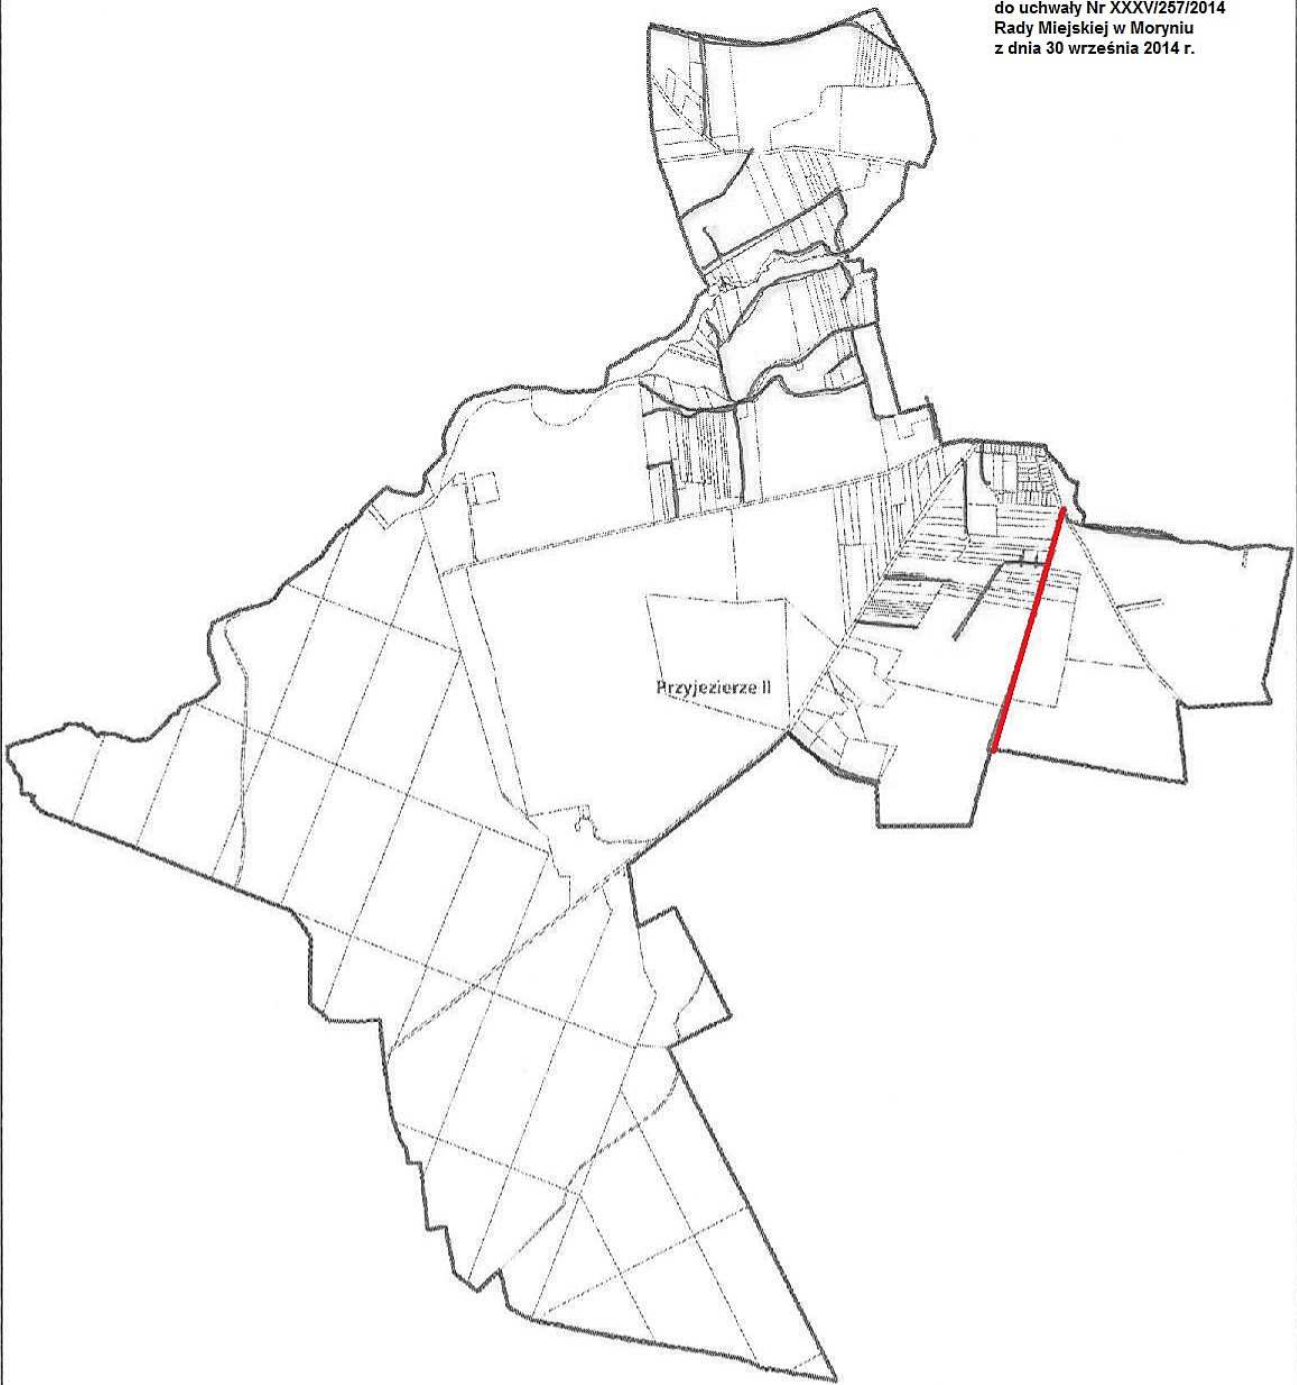 do uchwały Nr XXXV/257/2014
Rady Miejskiej w Moryniu
z dnia 30 września 2014 r.
Przyjezierze II